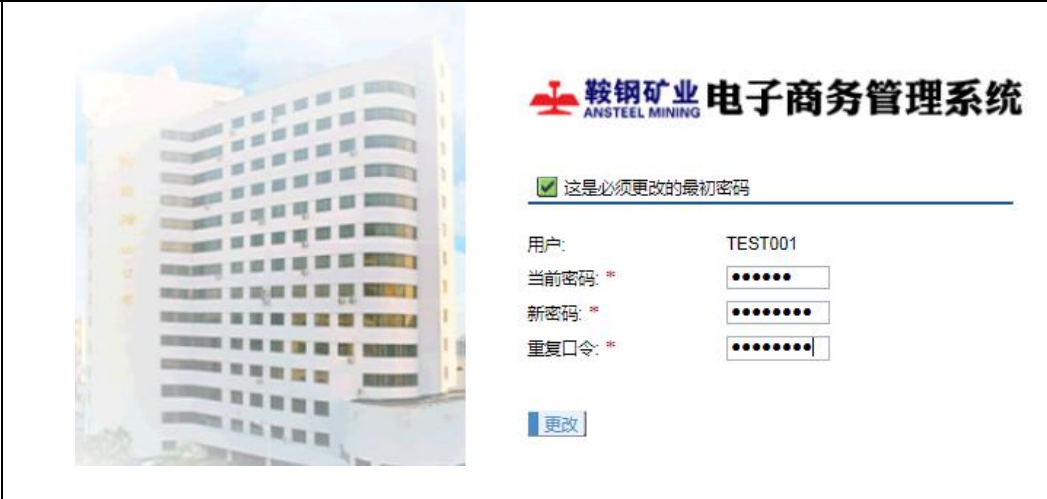 鞍钢矿业 电子商务管理系统
ANSTEEL MINING
这是必须更改的最初密码
用户: TEST001
当前密码: * ●●●●●●
新密码: * ●●●●●●●●
重复口令: * ●●●●●●●●
更改